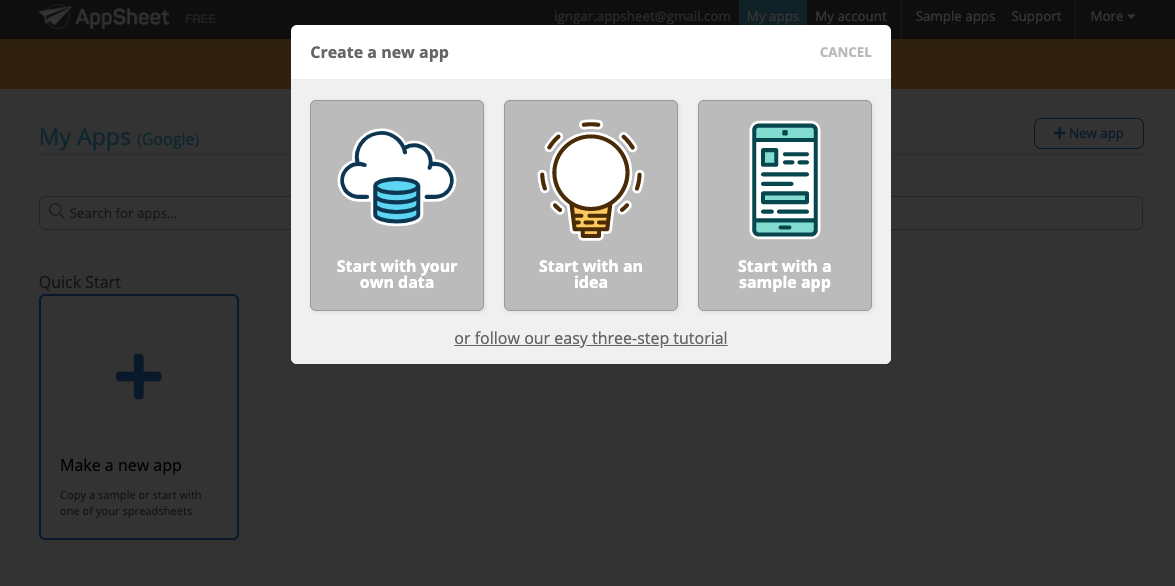 AppSheet FREE
igngar.appsheet@gmail.com My apps My account Sample apps Support More
Create a new app
CANCEL
My Apps (Google)
New app
Search for apps...
Start with your
own data
Start with an
idea
Start with a
sample app
or follow our easy three-step tutorial
Quick Start
Make a new app
Copy a sample or start with
one of your spreadsheets